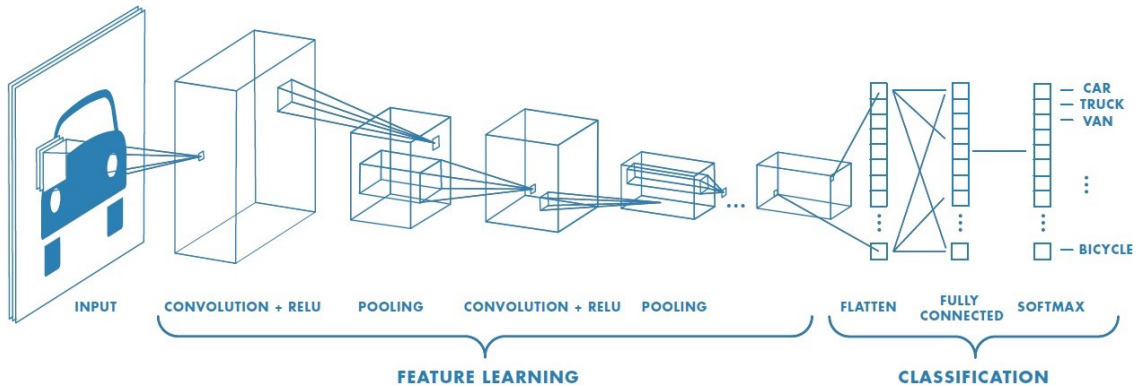 CAR
TRUCK
VAN
BICYCLE
INPUT
CONVOLUTION + RELU
POOLING
CONVOLUTION + RELU
POOLING
FLATTEN
FULLY
CONNECTED
SOFTMAX
FEATURE LEARNING
CLASSIFICATION